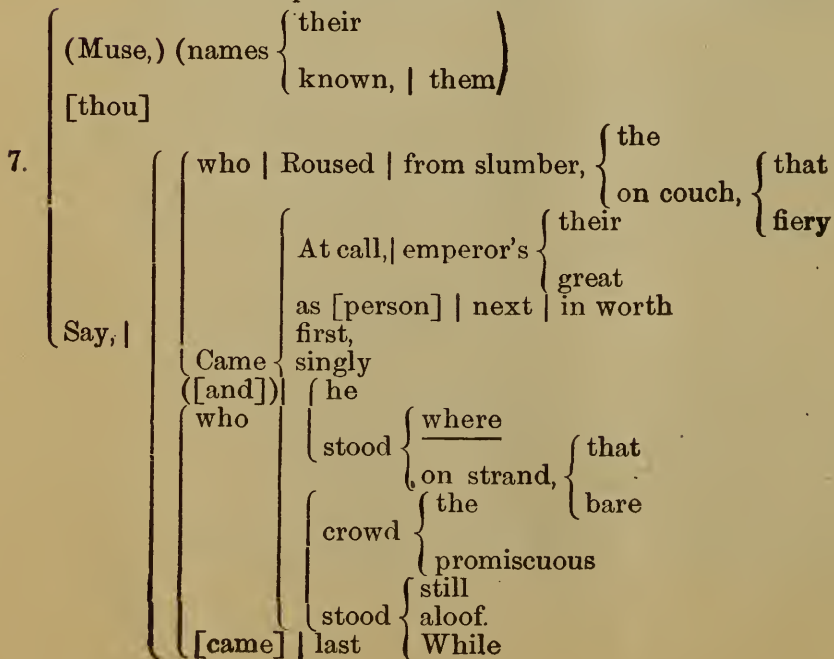 their
(Muse,) (names
known, | them)
[thou]
the
7.
who | Roused | from slumber,
that
on couch,
fiery
their
At call,| emperor's
great
as [person] | next | in worth
Say, |
first,
Came
singly
([and])|
he
who
where
stood
that
on strand,
bare
the
crowd
promiscuous
still
stood
aloof.
[came] | last
While